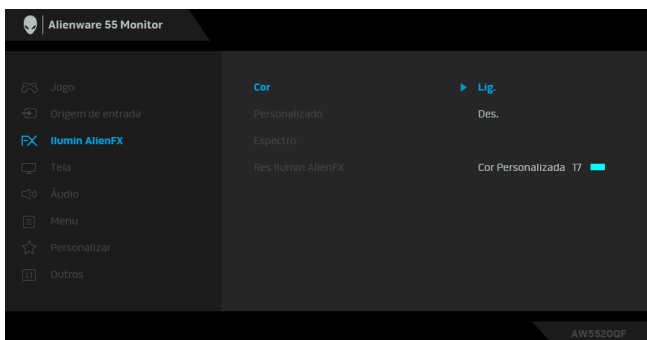 Alienware 55 Monitor
Jogo
Origem de entrada
FX Ilumin AlienFX
Tela
Áudio
Menu
Personalizar
Outros
Cor
Personalizado
Espectro
Res Ilumin AlienFX
Lig.
Des.
Cor Personalizada 17
AW5520QF